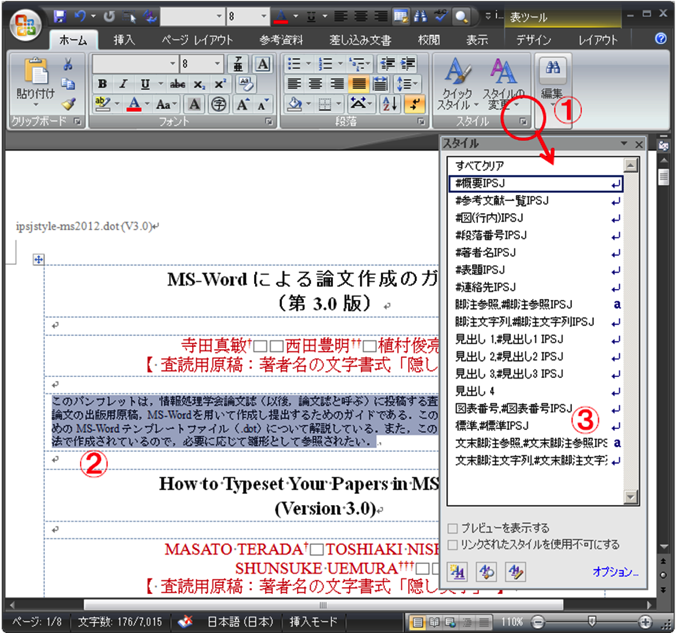 8
表ツール
ホーム 挿入 ページ レイアウト 参考資料 差し込み文書 校閲 表示 デザイン レイアウト
貼り付け
8
B I U abe x₂ x²
Aa
クイック スタイル
スタイルの 変更
編集
クリップボード フォント 段落 スタイル
①
スタイル
すべてクリア
#概要IPSJ
#参考文献一覧IPSJ
#図(行内)IPSJ
#段落番号IPSJ
#著者名IPSJ
#表題IPSJ
#連絡先IPSJ
脚注参照,#脚注参照IPSJ a
脚注文字列,#脚注文字列IPSJ
見出し 1,#見出し1 IPSJ
見出し 2,#見出し2 IPSJ
見出し 3,#見出し3 IPSJ
見出し 4
図表番号,#図表番号IPSJ
標準,#標準IPSJ
文末脚注参照,#文末脚注参照IPS a
文末脚注文字列,#文末脚注文字
③
プレビューを表示する
リンクされたスタイルを使用不可にする
オプション...
ipsjstyle-ms2012.dot (V3.0)
MS-Word による論文作成のガ
（第 3.0 版）
寺田真敏†□□西田豊明††□植村俊亮
【・査読用原稿：著者名の文字書式「隠し
このパンフレットは，情報処理学会論文誌（以後，論文誌と呼ぶ）に投稿する査
論文の出版用原稿，MS-Wordを用いて作成し提出するためのガイドである．この
めの MS-Word テンプレートファイル（.dot）について解説している．また，この
法で作成されているので，必要に応じて雛形として参照されたい．
②
How·to·Typeset·Your·Papers·in·MS
(Version·3.0)
MASATO·TERADA†□TOSHIAKI·NISH
SHUNSUKE·UEMURA†††□
【・査読用原稿：著者名の文字書式「隠し
ページ: 1/8 文字数: 176/7,015 日本語 (日本) 挿入モード 110%